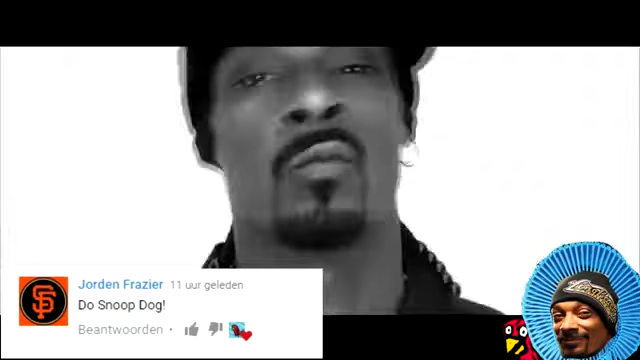 Jorden Frazier 11 uur geleden
Do Snoop Dog!
Beantwoorden •